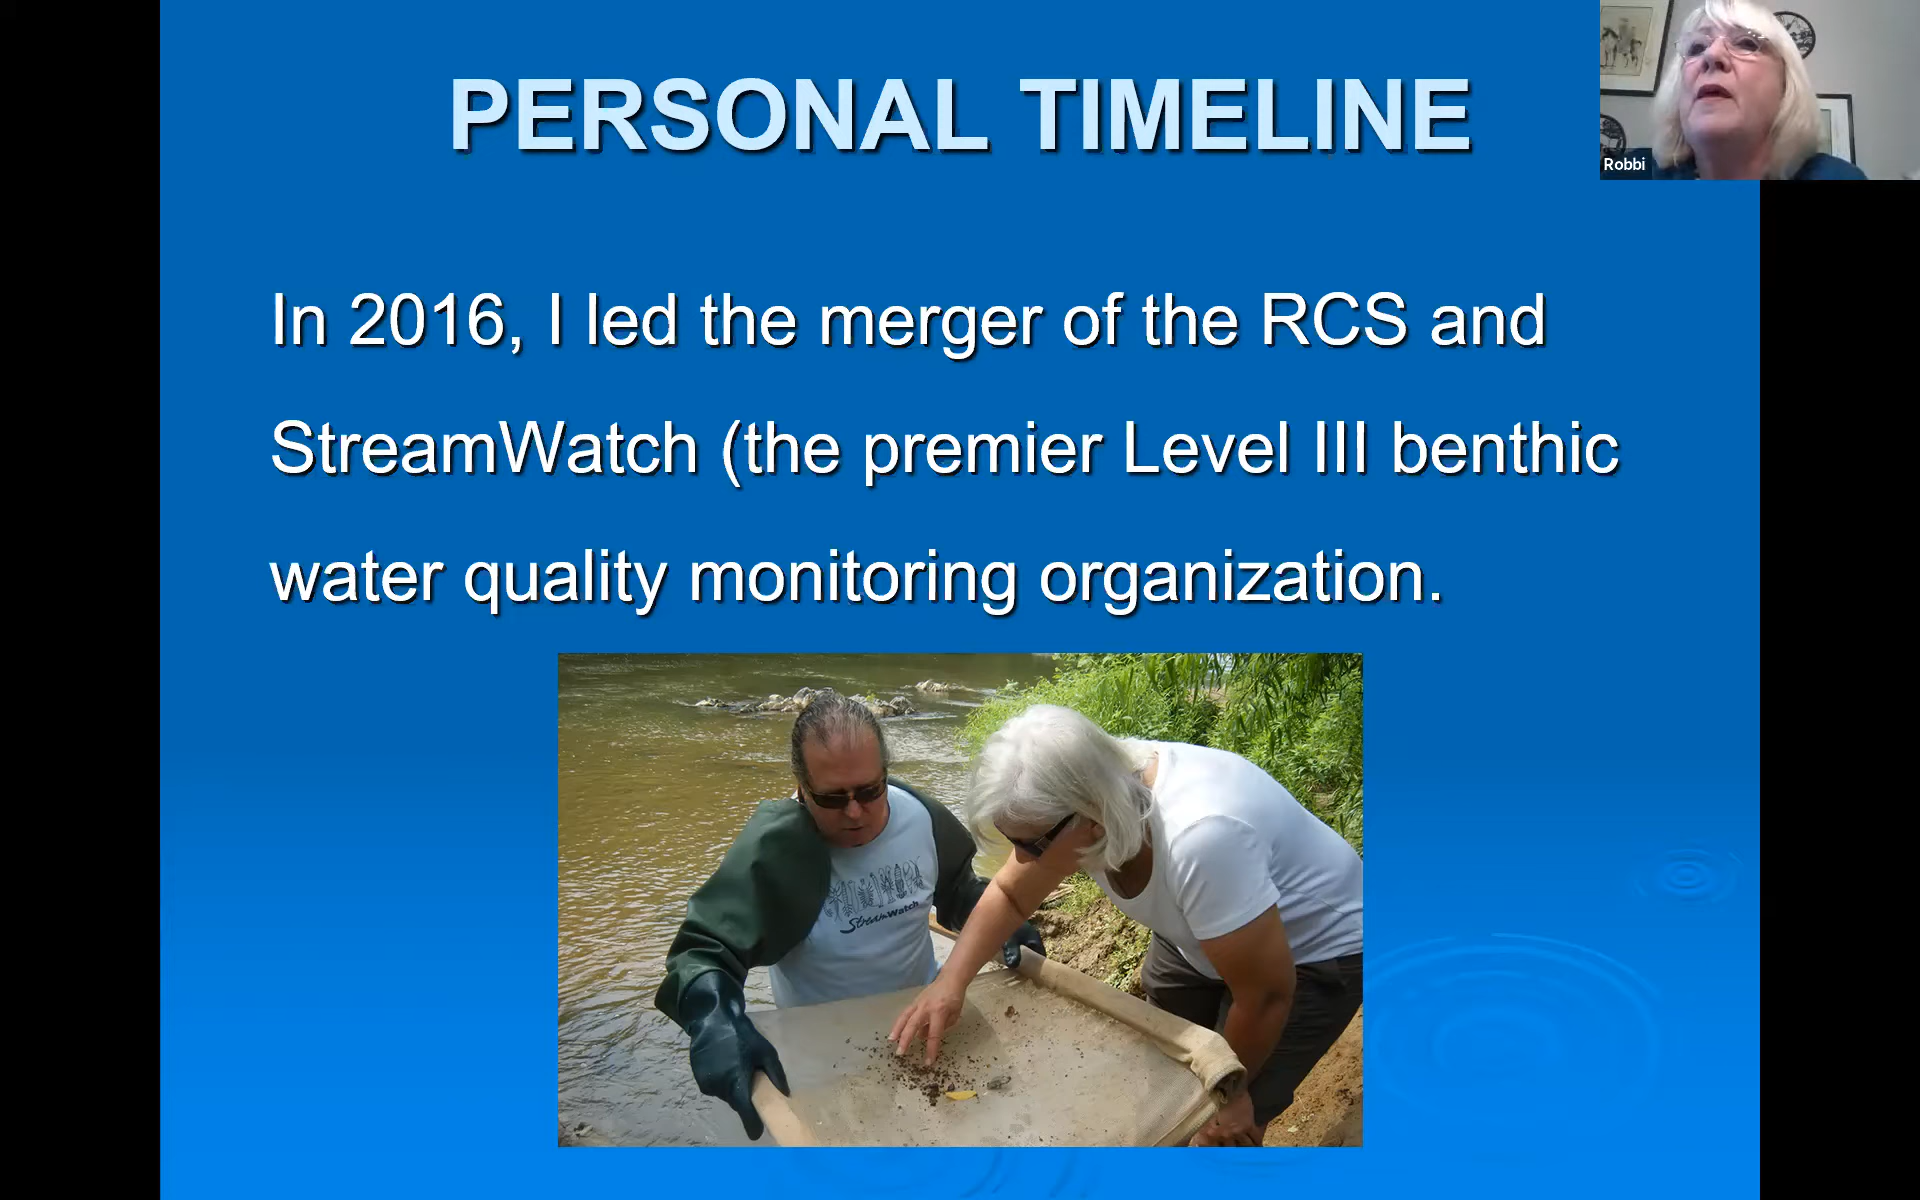 PERSONAL TIMELINE
Robbi
In 2016, I led the merger of the RCS and
StreamWatch (the premier Level III benthic
water quality monitoring organization.
StreamWatch